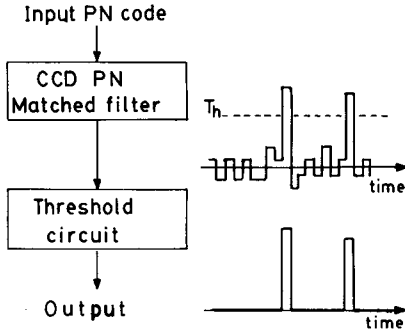 Input PN code
CCD PN
Matched filter
Th
time
Threshold
circuit
Output
time